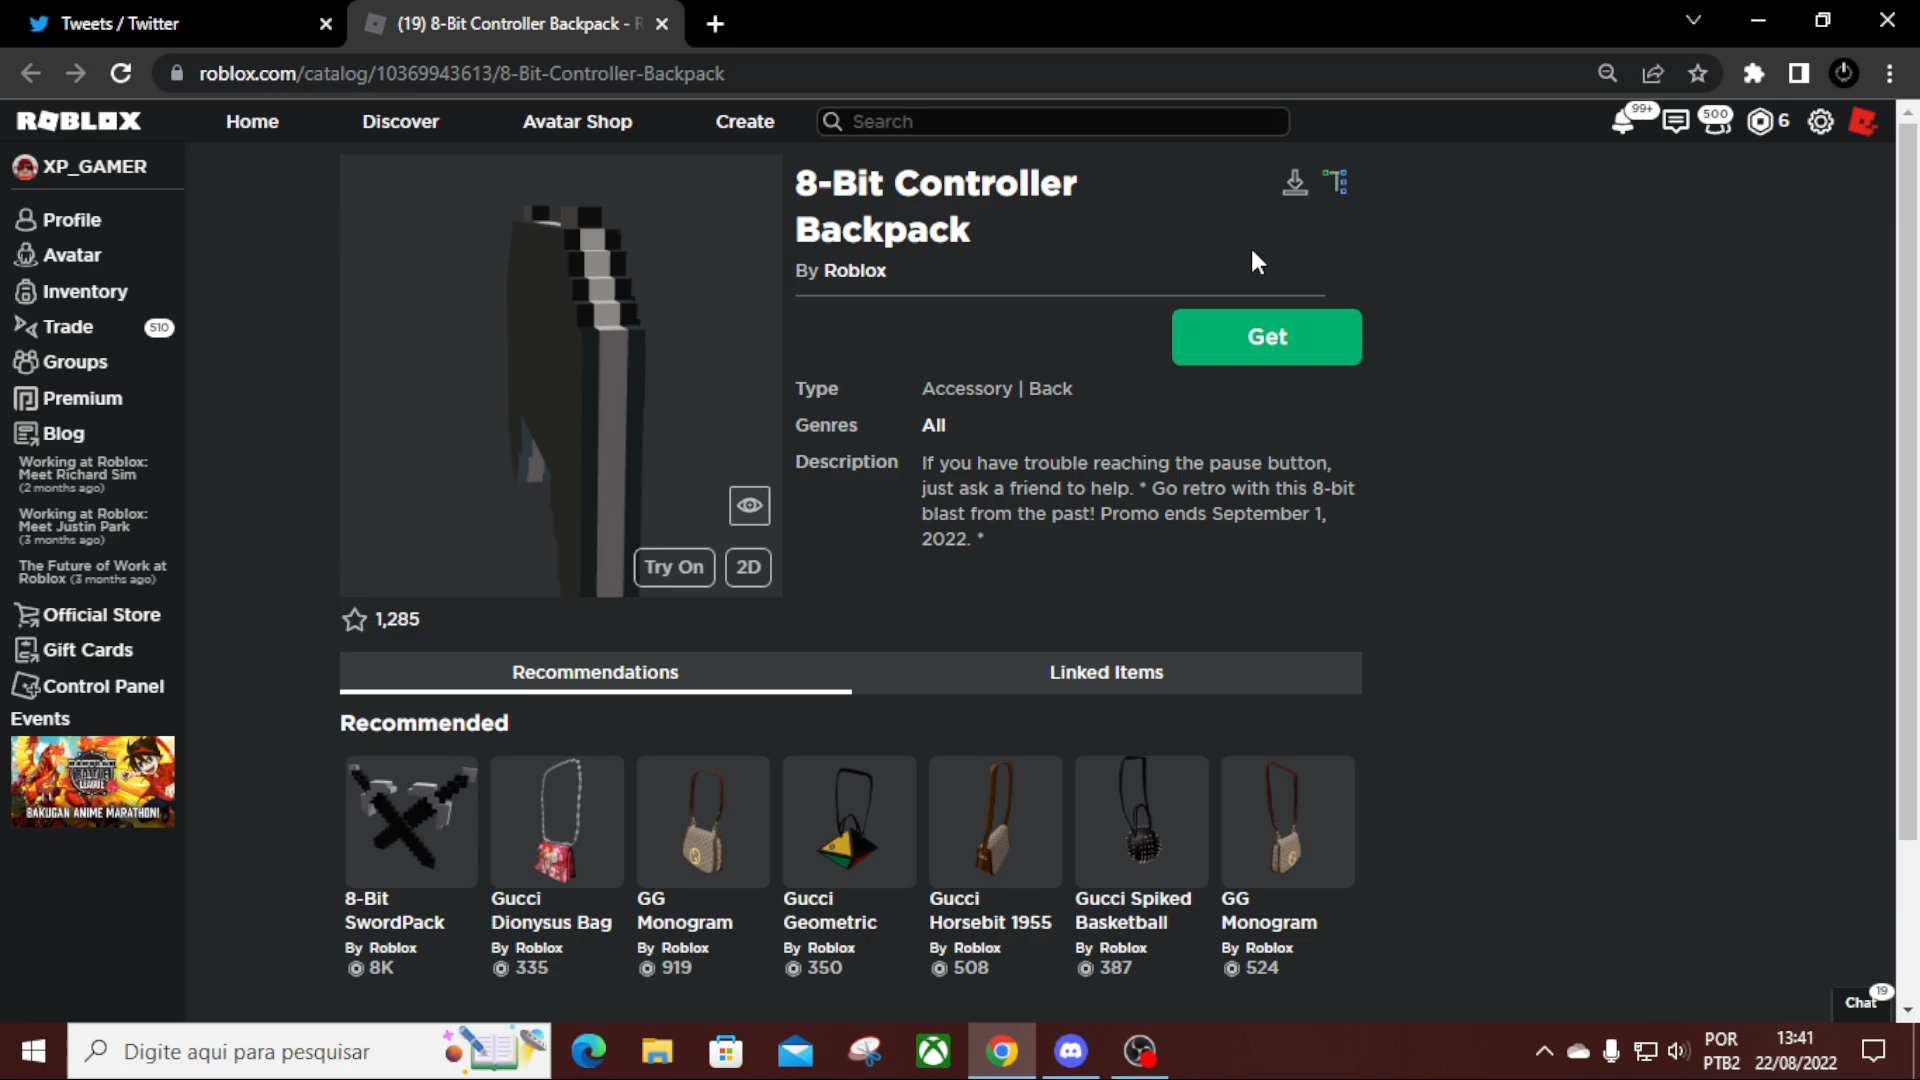 Tweets / Twitter
(19) 8-Bit Controller Backpack - R
roblox.com/catalog/10369943613/8-Bit-Controller-Backpack
ROBLOX
Home
Discover
Avatar Shop
Create
Search
99+
500
6
XP_GAMER
Profile
Avatar
Inventory
Trade
510
Groups
Premium
Blog
Working at Roblox:
Meet Richard Sim
(2 months ago)
Working at Roblox:
Meet Justin Park
(3 months ago)
The Future of Work at
Roblox (3 months ago)
Official Store
Gift Cards
Control Panel
Events
BATTLE
LEAGUE
BAKUGAN ANIME MARATHON!
8-Bit Controller
Backpack
By Roblox
Get
Type
Accessory | Back
Genres
All
Description
If you have trouble reaching the pause button,
just ask a friend to help. * Go retro with this 8-bit
blast from the past! Promo ends September 1,
2022. *
Try On
2D
1,285
Recommendations
Linked Items
Recommended
8-Bit
SwordPack
By Roblox
8K
Gucci
Dionysus Bag
By Roblox
335
GG
Monogram
By Roblox
919
Gucci
Geometric
By Roblox
350
Gucci
Horsebit 1955
By Roblox
508
Gucci Spiked
Basketball
By Roblox
387
GG
Monogram
By Roblox
524
Chat
19
Digite aqui para pesquisar
POR
PTB2
13:41
22/08/2022